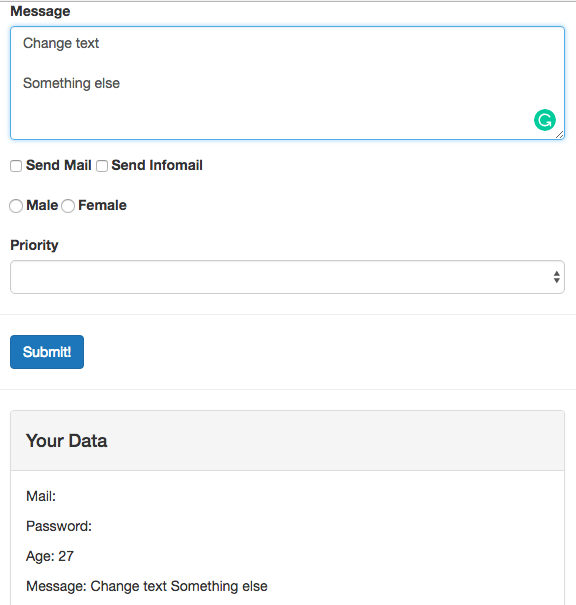 Message
Change text
Something else
Send Mail Send Infomail
Male Female
Priority
Submit!
Your Data
Mail:
Password:
Age: 27
Message: Change text Something else